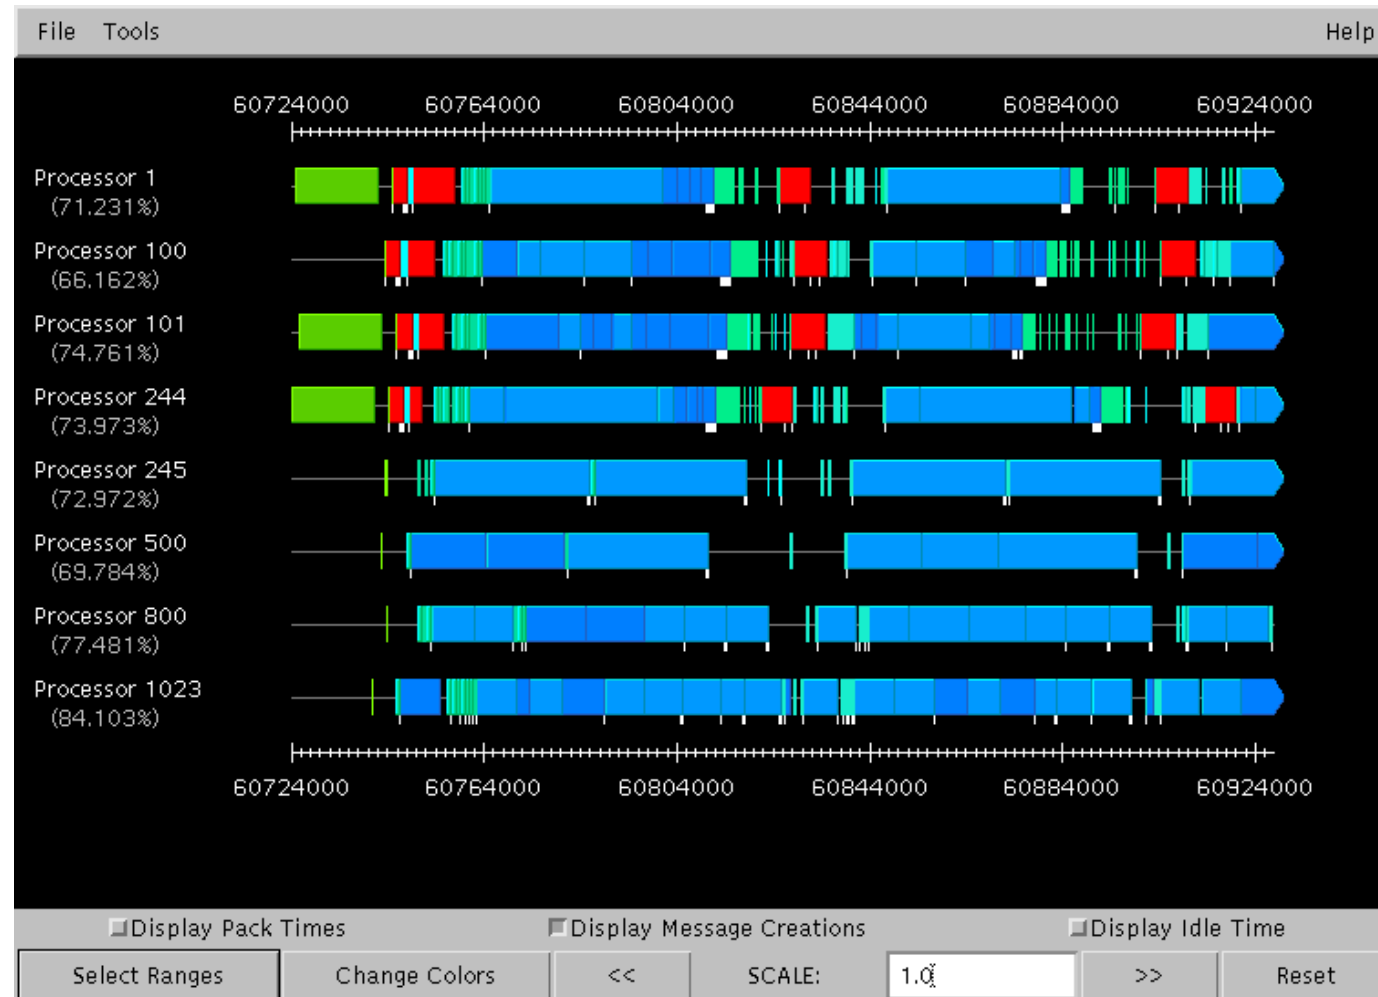 File Tools Help
60724000 60764000 60804000 60844000 60884000 60924000
Processor 1
(71.231%)
Processor 100
(66.162%)
Processor 101
(74.761%)
Processor 244
(73.973%)
Processor 245
(72.972%)
Processor 500
(69.784%)
Processor 800
(77.481%)
Processor 1023
(84.103%)
60724000 60764000 60804000 60844000 60884000 60924000
Display Pack Times Display Message Creations Display Idle Time
Select Ranges Change Colors << SCALE: 1.0 >> Reset